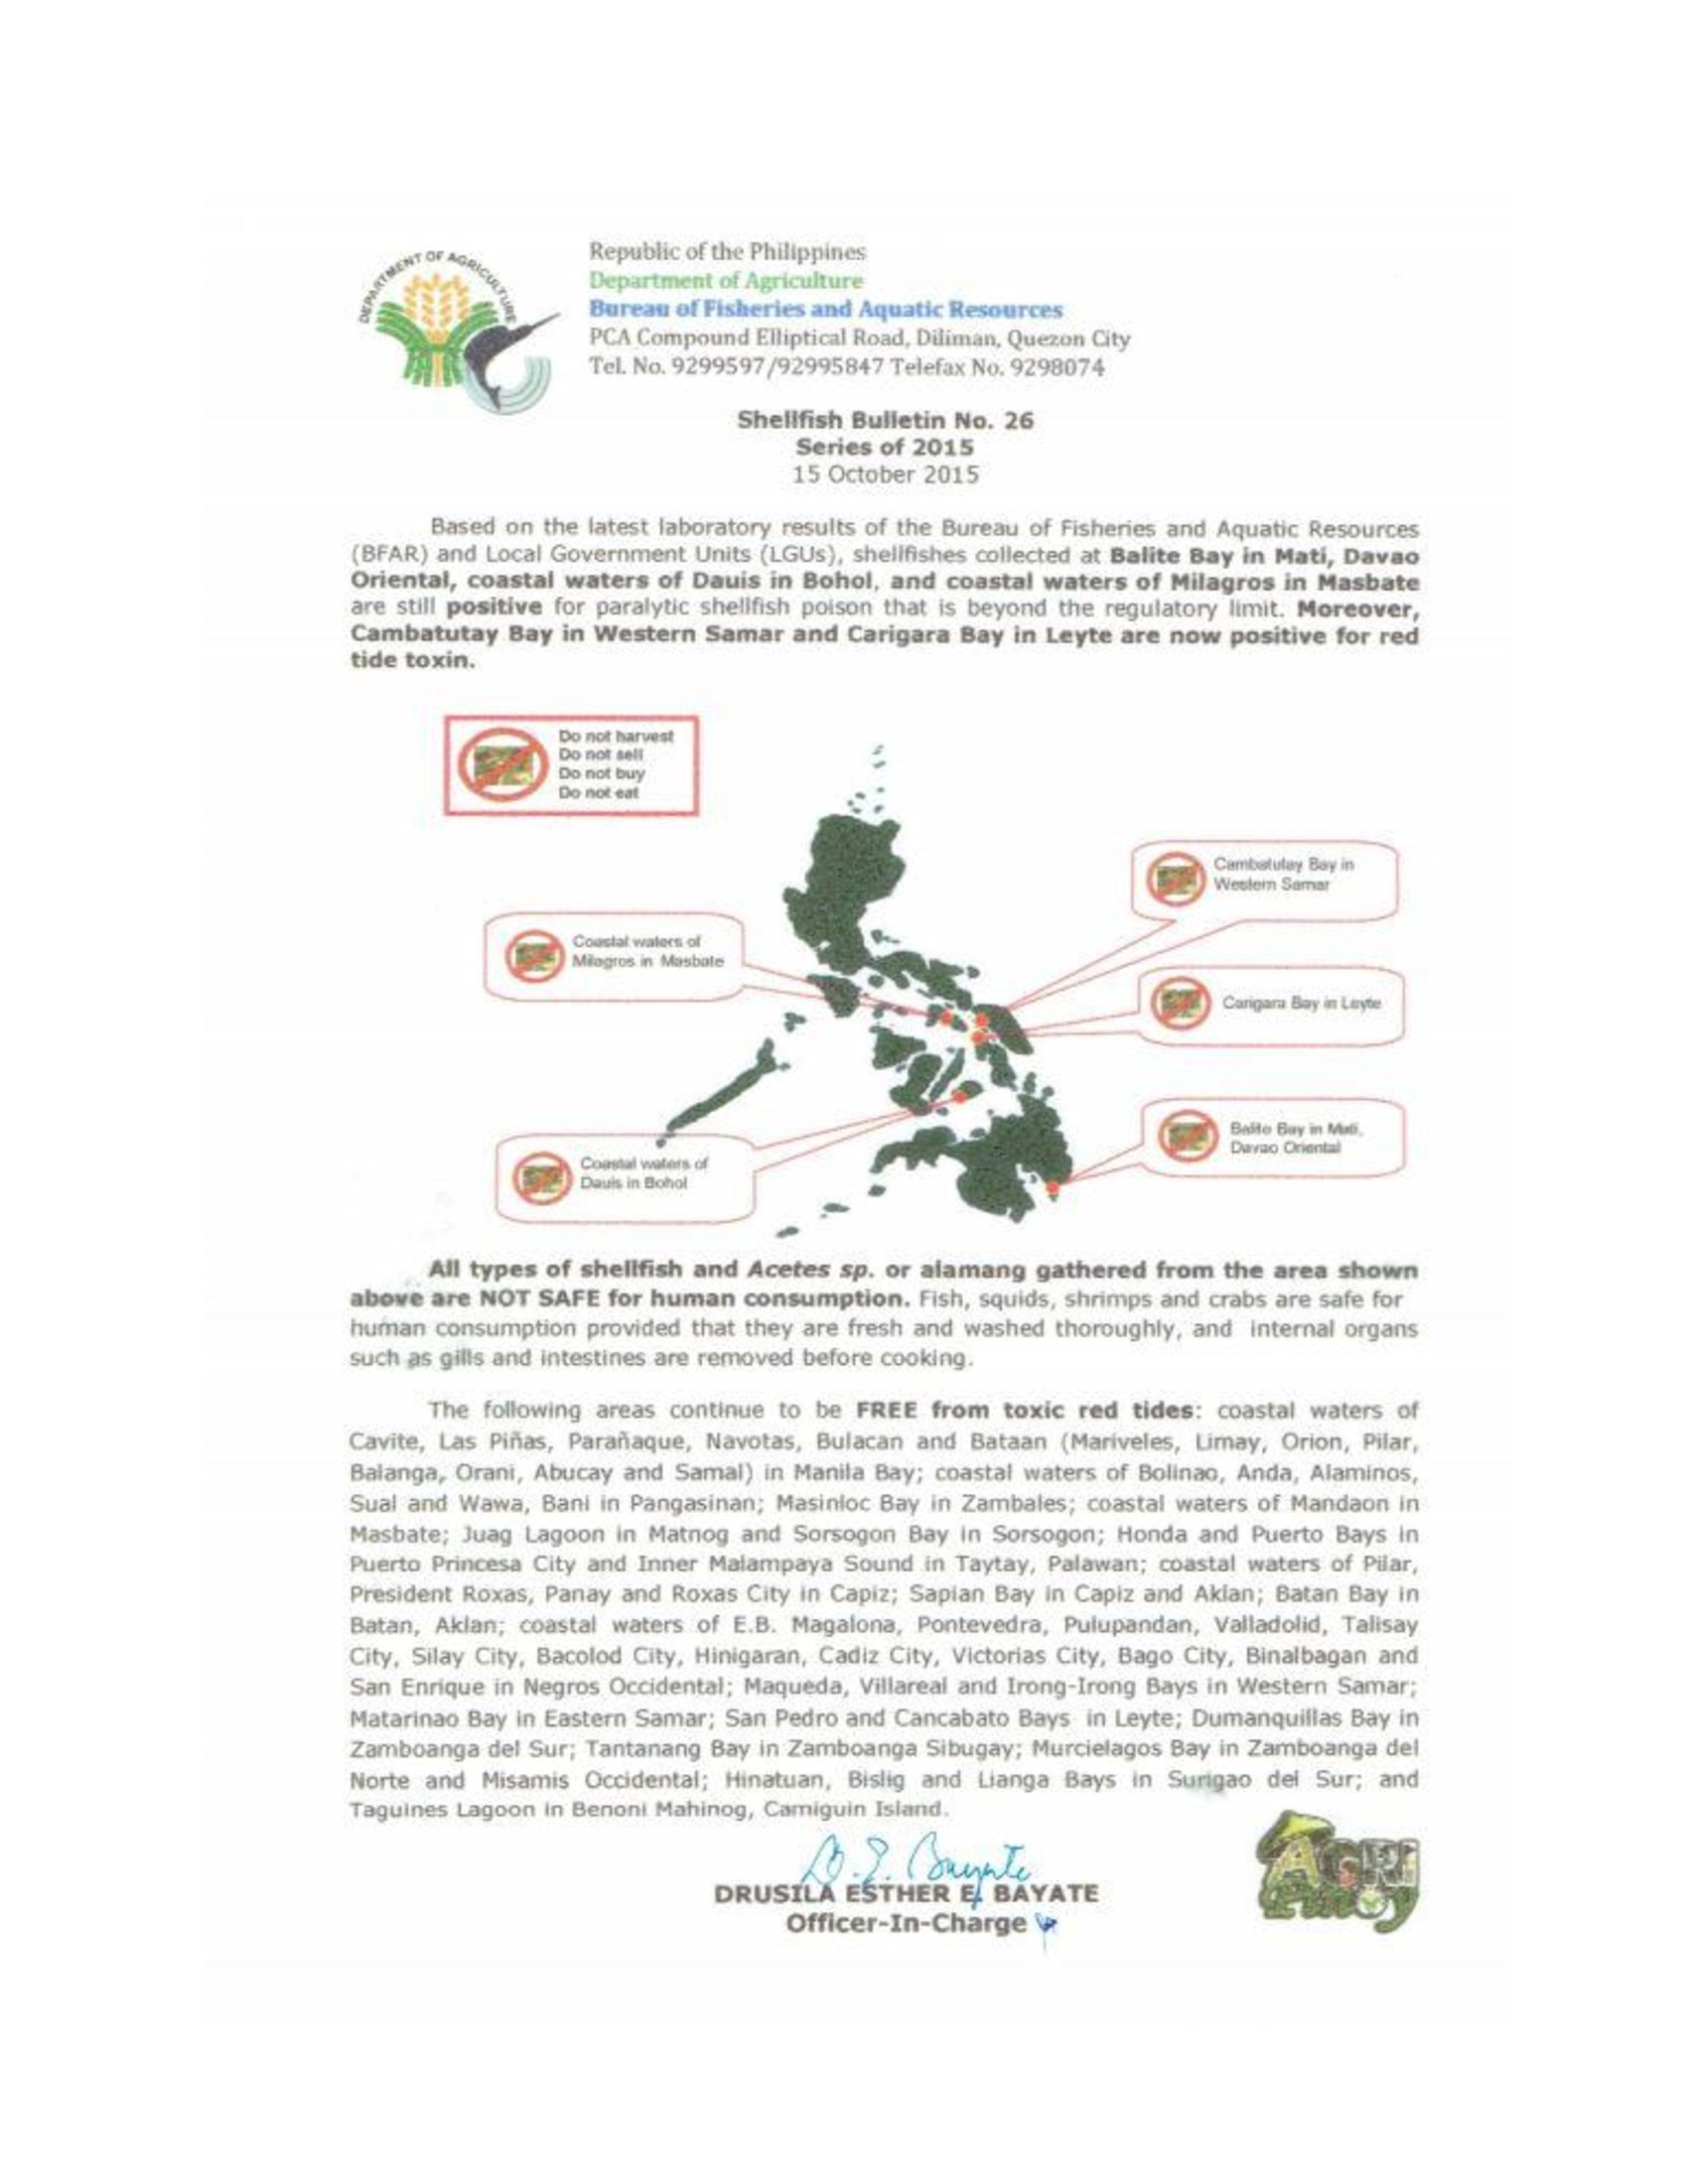 DEPARTMENT OF AGRICULTURE
Republic of the Philippines
Department of Agriculture
Bureau of Fisheries and Aquatic Resources
PCA Compound Elliptical Road, Diliman, Quezon City
Tel. No. 9299597/92995847 Telefax No. 9298074
Shellfish Bulletin No. 26
Series of 2015
15 October 2015
Based on the latest laboratory results of the Bureau of Fisheries and Aquatic Resources
(BFAR) and Local Government Units (LGUs), shellfishes collected at Balite Bay in Mati, Davao
Oriental, coastal waters of Dauis in Bohol, and coastal waters of Milagros in Masbate
are still positive for paralytic shellfish poison that is beyond the regulatory limit. Moreover,
Cambatutay Bay in Western Samar and Carigara Bay in Leyte are now positive for red
tide toxin.
Do not harvest
Do not sell
Do not buy
Do not eat
Cambatutay Bay in
Western Samar
Coastal waters of
Milagros in Masbate
Carigara Bay in Leyte
Balite Bay in Mati,
Davao Oriental
Coastal waters of
Dauis in Bohol
All types of shellfish and Acetes sp. or alamang gathered from the area shown
above are NOT SAFE for human consumption. Fish, squids, shrimps and crabs are safe for
human consumption provided that they are fresh and washed thoroughly, and internal organs
such as gills and intestines are removed before cooking.
The following areas continue to be FREE from toxic red tides: coastal waters of
Cavite, Las Piñas, Parañaque, Navotas, Bulacan and Bataan (Mariveles, Limay, Orion, Pilar,
Balanga, Orani, Abucay and Samal) in Manila Bay; coastal waters of Bolinao, Anda, Alaminos,
Sual and Wawa, Bani in Pangasinan; Masinloc Bay in Zambales; coastal waters of Mandaon in
Masbate; Juag Lagoon in Matnog and Sorsogon Bay in Sorsogon; Honda and Puerto Bays in
Puerto Princesa City and Inner Malampaya Sound in Taytay, Palawan; coastal waters of Pilar,
President Roxas, Panay and Roxas City in Capiz; Sapian Bay in Capiz and Aklan; Batan Bay in
Batan, Aklan; coastal waters of E.B. Magalona, Pontevedra, Pulupandan, Valladolid, Talisay
City, Silay City, Bacolod City, Hinigaran, Cadiz City, Victorias City, Bago City, Binalbagan and
San Enrique in Negros Occidental; Maqueda, Villareal and Irong-Irong Bays in Western Samar;
Matarinao Bay in Eastern Samar; San Pedro and Cancabato Bays in Leyte; Dumanquillas Bay in
Zamboanga del Sur; Tantanang Bay in Zamboanga Sibugay; Murcielagos Bay in Zamboanga del
Norte and Misamis Occidental; Hinatuan, Bislig and Lianga Bays in Surigao del Sur; and
Taguines Lagoon in Benoni Mahinog, Camiguin Island.
D. E. Bayate
DRUSILA ESTHER E. BAYATE
Officer-In-Charge
AGRI
Pinoy